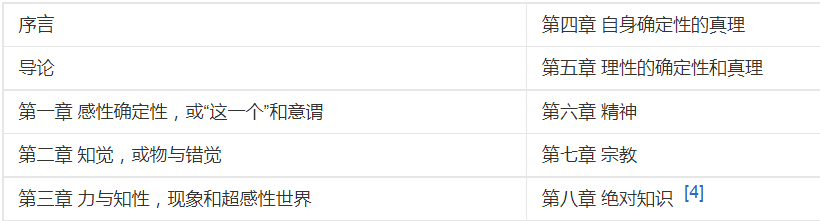 序言
导论
第一章 感性确定性，或“这一个”和意谓
第二章 知觉，或物与错觉
第三章 力与知性，现象和超感性世界
第四章 自身确定性的真理
第五章 理性的确定性和真理
第六章 精神
第七章 宗教
第八章 绝对知识 [4]